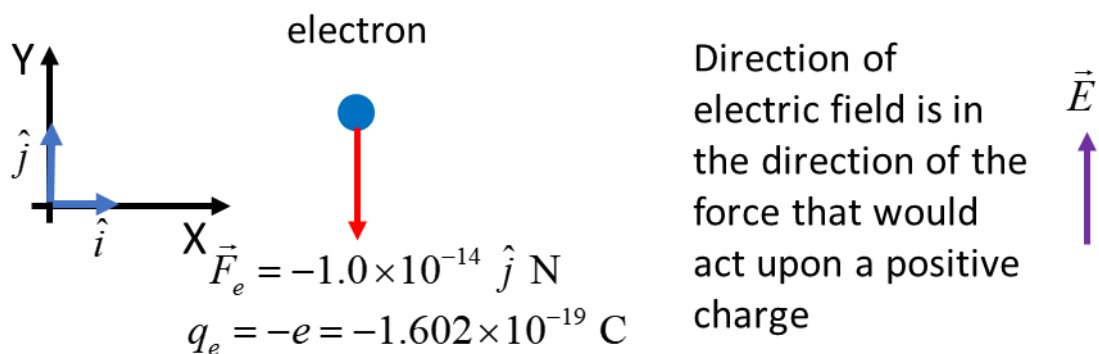 electron
Y
ĵ
î
X
F⃗ₑ = −1.0×10⁻¹⁴ ĵ N
qₑ = −e = −1.602×10⁻¹⁹ C
Direction of
electric field is in
the direction of the
force that would
act upon a positive
charge
E⃗